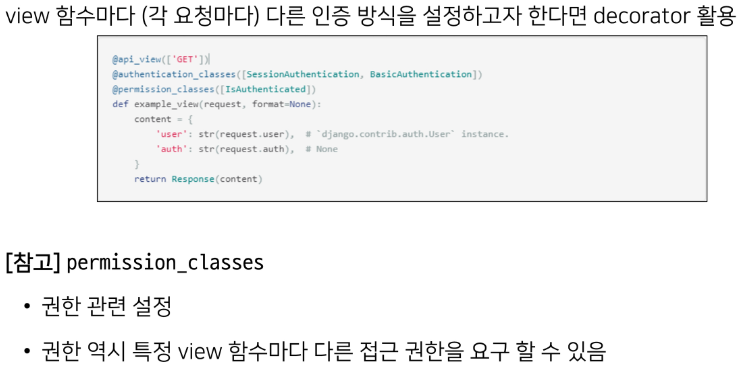 view 함수마다 (각 요청마다) 다른 인증 방식을 설정하고자 한다면 decorator 활용
@api_view(['GET'])
@authentication_classes([SessionAuthentication, BasicAuthentication])
@permission_classes([IsAuthenticated])
def example_view(request, format=None):
    content = {
        'user': str(request.user),  # `django.contrib.auth.User` instance.
        'auth': str(request.auth),  # None
    }
    return Response(content)
[참고] permission_classes
• 권한 관련 설정
• 권한 역시 특정 view 함수마다 다른 접근 권한을 요구 할 수 있음